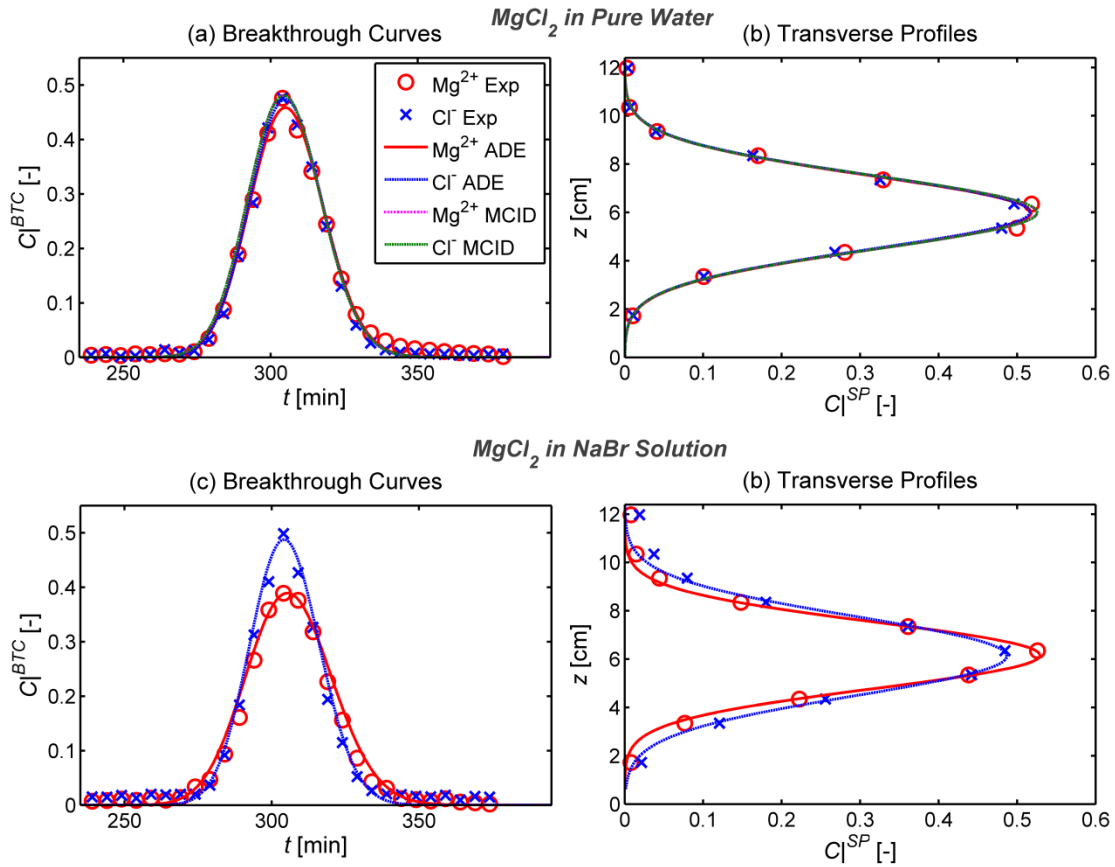 MgCl2 in Pure Water
(a) Breakthrough Curves
(b) Transverse Profiles
0.5
0.4
0.3
0.2
0.1
0
C|^BTC [-]
Mg2+ Exp
Cl- Exp
Mg2+ ADE
Cl- ADE
Mg2+ MCID
Cl- MCID
250
300
350
t [min]
12
10
8
6
4
2
0
z [cm]
0
0.1
0.2
0.3
0.4
0.5
0.6
C|^SP [-]
MgCl2 in NaBr Solution
(c) Breakthrough Curves
(b) Transverse Profiles
0.5
0.4
0.3
0.2
0.1
0
C|^BTC [-]
250
300
350
t [min]
12
10
8
6
4
2
0
z [cm]
0
0.1
0.2
0.3
0.4
0.5
0.6
C|^SP [-]